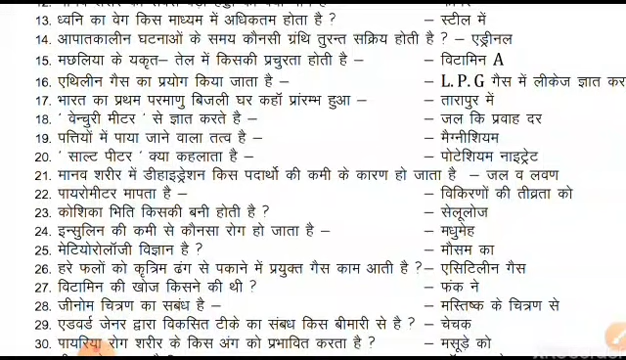 13. ध्वनि का वेग किस माध्यम में अधिकतम होता है ? – स्टील में
14. आपातकालीन घटनाओं के समय कौनसी ग्रंथि तुरन्त सक्रिय होती है ? – एड्रीनल
15. मछलिया के यकृत– तेल में किसकी प्रचुरता होती है – – विटामिन A
16. एथिलीन गैस का प्रयोग किया जाता है – – L.P.G गैस में लीकेज ज्ञात कर
17. भारत का प्रथम परमाणु बिजली घर कहॉ प्रांरम्भ हुआ – – तारापुर में
18. ' वेन्चुरी मीटर ' से ज्ञात करते है – – जल कि प्रवाह दर
19. पत्तियों में पाया जाने वाला तत्व है – – मैग्नीशियम
20. ' साल्ट पीटर ' क्या कहलाता है – – पोटेशियम नाइट्रेट
21. मानव शरीर में डीहाइड्रेशन किस पदार्थो की कमी के कारण हो जाता है – जल व लवण
22. पायरोमीटर मापता है – – विकिरणों की तीव्रता को
23. कोशिका भिति किसकी बनी होती है ? – सेलूलोज
24. इन्सुलिन की कमी से कौनसा रोग हो जाता है – – मधुमेह
25. मेटियोरोलॉजी विज्ञान है ? – मौसम का
26. हरे फलों को कृत्रिम ढंग से पकाने में प्रयुक्त गैस काम आती है ?– एसिटिलीन गैस
27. विटामिन की खोज किसने की थी ? – फंक ने
28. जीनोम चित्रण का सबंध है – – मस्तिष्क के चित्रण से
29. एडवर्ड जेनर द्वारा विकसित टीके का संबध किस बीमारी से है ? – चेचक
30. पायरिया रोग शरीर के किस अंग को प्रभावित करता है ? – मसूड़े को